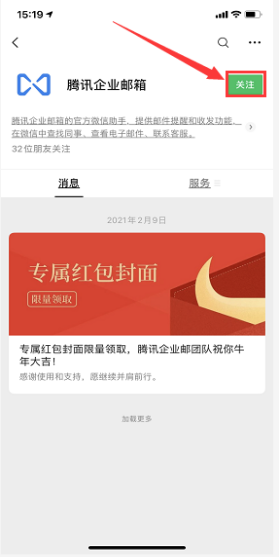 15:19
腾讯企业邮箱
关注
腾讯企业邮箱的官方微信助手，提供邮件提醒和收发功能，
在微信中查找同事、查看电子邮件、联系客服。
32位朋友关注
消息
服务
2021年2月9日
专属红包封面
限量领取
专属红包封面限量领取，腾讯企业邮团队祝你牛
年大吉！
感谢使用和支持，愿继续并肩前行。
加载更多